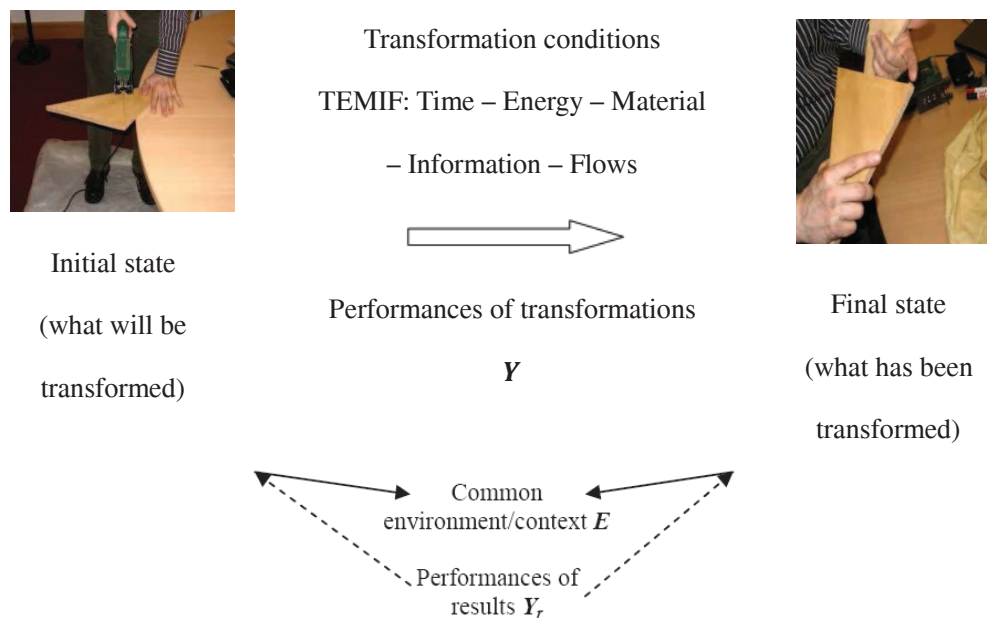 Transformation conditions
TEMIF: Time – Energy – Material
– Information – Flows
Initial state
(what will be
transformed)
Performances of transformations
Y
Final state
(what has been
transformed)
Common
environment/context E
Performances of
results Yr